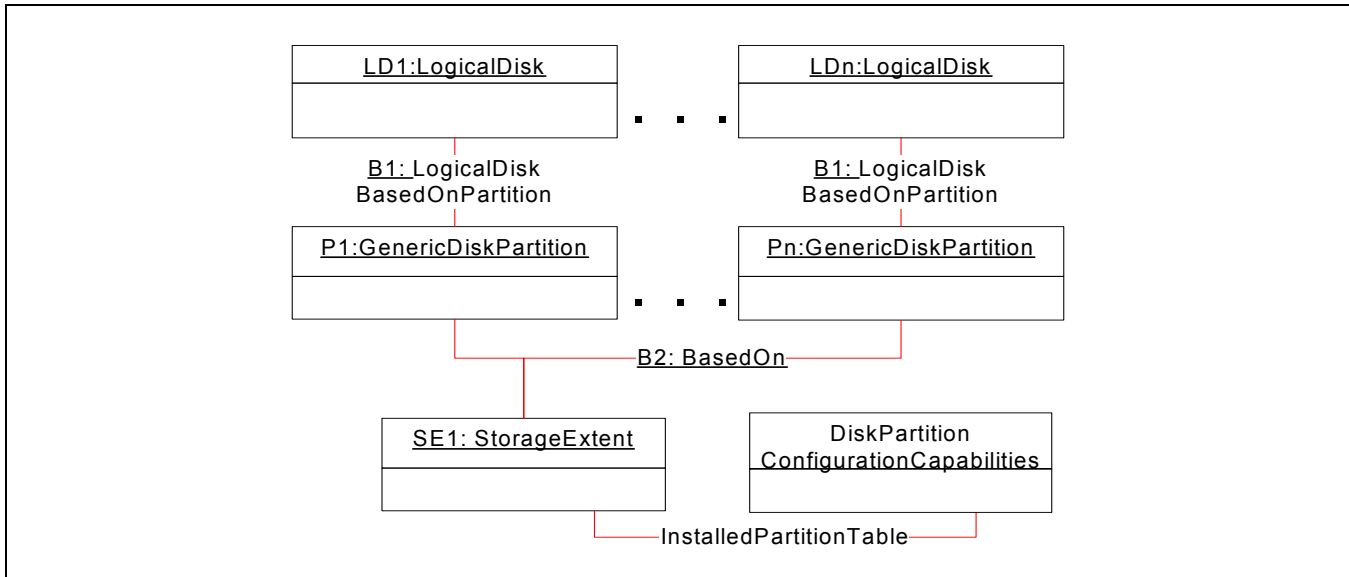 LD1:LogicalDisk
LDn:LogicalDisk
B1: LogicalDisk
BasedOnPartition
B1: LogicalDisk
BasedOnPartition
P1:GenericDiskPartition
Pn:GenericDiskPartition
B2: BasedOn
SE1: StorageExtent
DiskPartition
ConfigurationCapabilities
InstalledPartitionTable